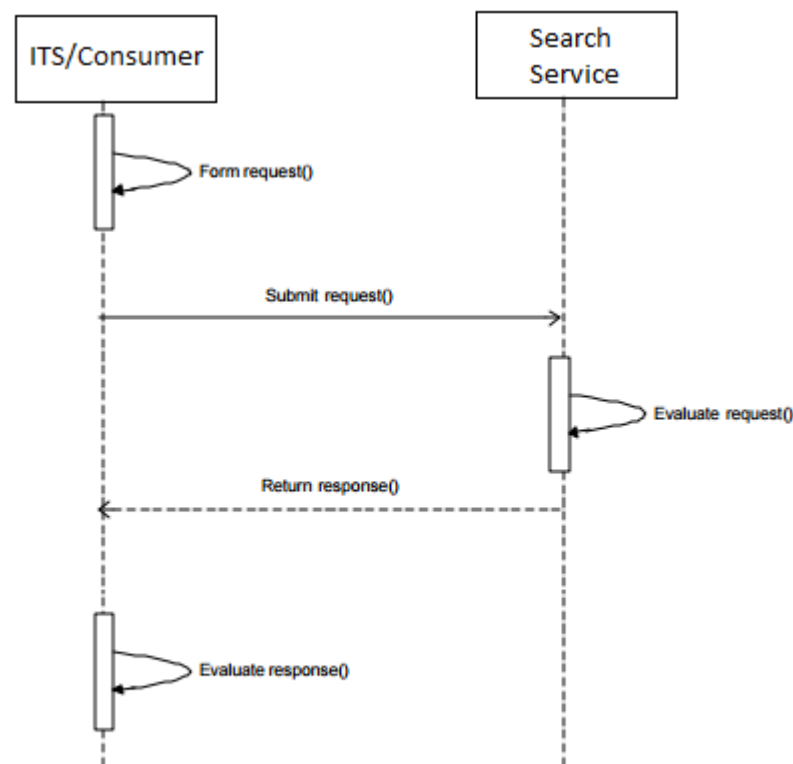 ITS/Consumer
Search
Service
Form request()
Submit request()
Evaluate request()
Return response()
Evaluate response()